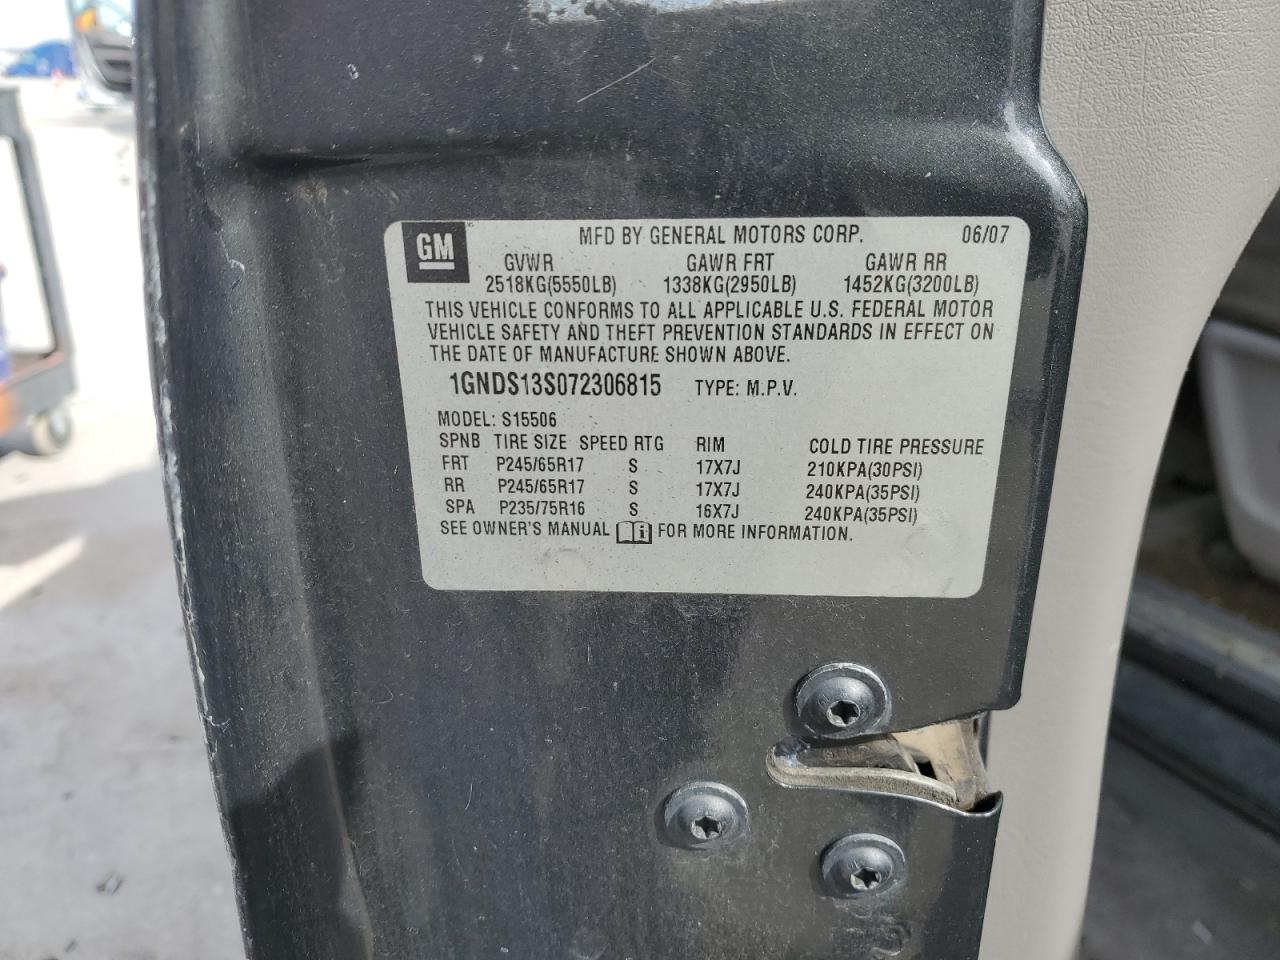 GM MFD BY GENERAL MOTORS CORP. 06/07
GVWR GAWR FRT GAWR RR
2518KG(5550LB) 1338KG(2950LB) 1452KG(3200LB)
THIS VEHICLE CONFORMS TO ALL APPLICABLE U.S. FEDERAL MOTOR
VEHICLE SAFETY AND THEFT PREVENTION STANDARDS IN EFFECT ON
THE DATE OF MANUFACTURE SHOWN ABOVE.
1GNDS13S072306815 TYPE: M.P.V.
MODEL: S15506
SPNB TIRE SIZE SPEED RTG RIM COLD TIRE PRESSURE
FRT P245/65R17 S 17X7J 210KPA(30PSI)
RR P245/65R17 S 17X7J 240KPA(35PSI)
SPA P235/75R16 S 16X7J 240KPA(35PSI)
SEE OWNER'S MANUAL i FOR MORE INFORMATION.